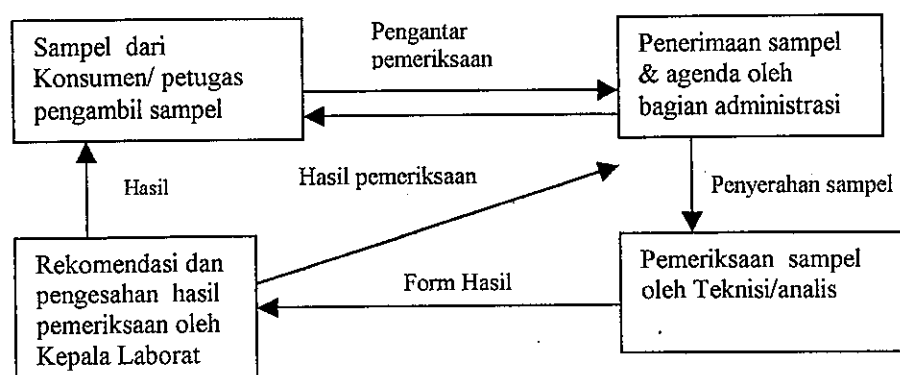 Sampel dari
Konsumen/ petugas
pengambil sampel
Pengantar
pemeriksaan
Penerimaan sampel
& agenda oleh
bagian administrasi
Hasil
Hasil pemeriksaan
Penyerahan sampel
Rekomendasi dan
pengesahan hasil
pemeriksaan oleh
Kepala Laborat
Form Hasil
Pemeriksaan sampel
oleh Teknisi/analis